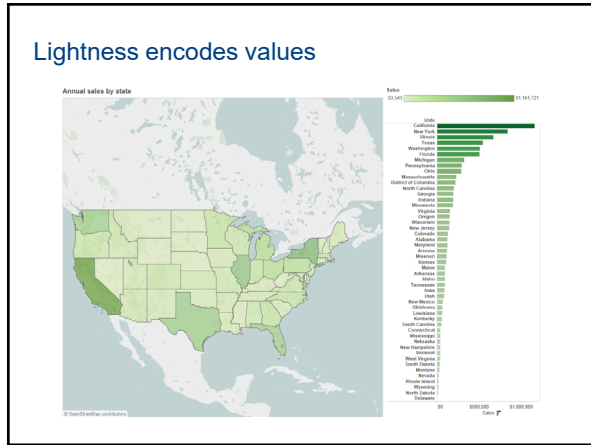 Lightness encodes values
Annual sales by state
Sales
$3,543
$1,161,721
State
California
New York
Illinois
Texas
Washington
Florida
Michigan
Pennsylvania
Ohio
Massachusetts
District of Columbia
North Carolina
Georgia
Indiana
Minnesota
Virginia
Oregon
Wisconsin
New Jersey
Colorado
Alabama
Maryland
Arizona
Missouri
Kansas
Maine
Arkansas
Idaho
Tennessee
Iowa
Utah
New Mexico
Oklahoma
Louisiana
Kentucky
South Carolina
Connecticut
Mississippi
Nebraska
New Hampshire
Vermont
West Virginia
South Dakota
Montana
Nevada
Rhode Island
Wyoming
North Dakota
Delaware
$0 $500,000 $1,000,000
Sales
© OpenStreetMap contributors